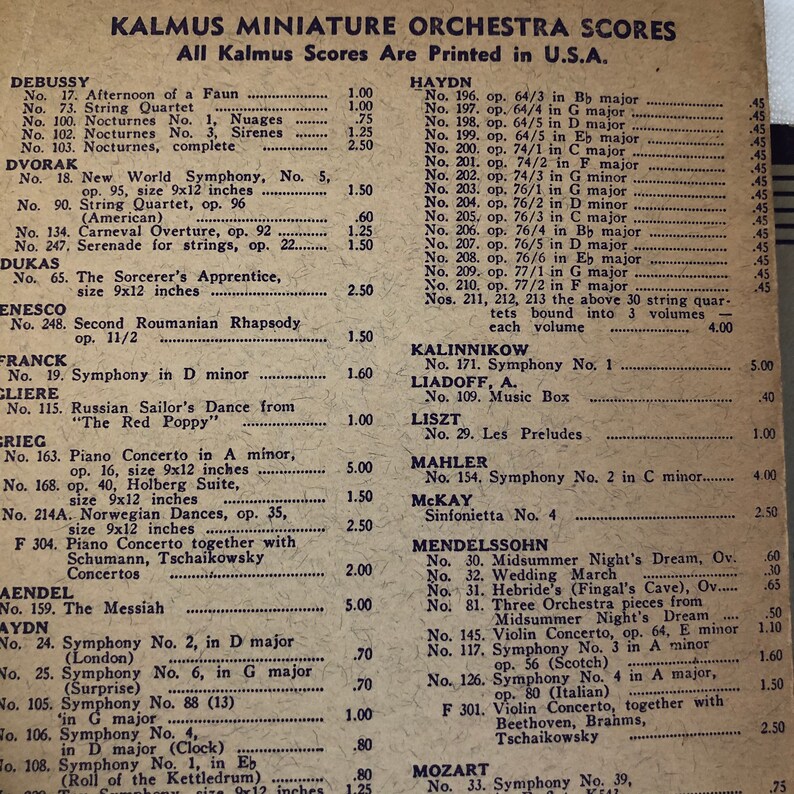 KALMUS MINIATURE ORCHESTRA SCORES
All Kalmus Scores Are Printed in U.S.A.
DEBUSSY
No. 17. Afternoon of a Faun .................... 1.00
No. 73. String Quartet .................... 1.00
No. 100. Nocturnes No. 1, Nuages ........ .75
No. 102. Nocturnes No. 3, Sirenes ........ 1.25
No. 103. Nocturnes, complete ................ 2.50
DVORAK
No. 18. New World Symphony, No. 5,
op. 95, size 9x12 inches ................ 1.50
No. 90. String Quartet, op. 96
(American) ................................ .60
No. 134. Carneval Overture, op. 92 ............ 1.25
No. 247. Serenade for strings, op. 22........ 1.50
DUKAS
No. 65. The Sorcerer's Apprentice,
size 9x12 inches ............................ 2.50
ENESCO
No. 248. Second Roumanian Rhapsody
op. 11/2 ........................................ 1.50
FRANCK
No. 19. Symphony in D minor ................ 1.60
GLIERE
No. 115. Russian Sailor's Dance from
"The Red Poppy" .................... 1.00
GRIEG
No. 163. Piano Concerto in A minor,
op. 16, size 9x12 inches ................ 5.00
No. 168. op. 40, Holberg Suite,
size 9x12 inches ........................ 1.50
No. 214A. Norwegian Dances, op. 35,
size 9x12 inches ............................ 2.50
F 304. Piano Concerto together with
Schumann, Tschaikowsky
Concertos .................................... 2.00
AENDEL
No. 159. The Messiah ................................ 5.00
AYDN
No. 24. Symphony No. 2, in D major
(London) .................................... .70
No. 25. Symphony No. 6, in G major
(Surprise) .................................... .70
No. 105. Symphony No. 88 (13)
in G major .................................... 1.00
No. 106. Symphony No. 4,
in D major (Clock) .................... .80
No. 108. Symphony No. 1, in E♭
(Roll of the Kettledrum) ................ .80
Symphony, size 9x12 inches 1.25
HAYDN
No. 196. op. 64/3 in B♭ major ................ .45
No. 197. op. 64/4 in G major .................... .45
No. 198. op. 64/5 in D major .................... .45
No. 199. op. 64/5 in E♭ major .................... .45
No. 200. op. 74/1 in C major .................... .45
No. 201. op. 74/2 in F major .................... .45
No. 202. op. 74/3 in G minor .................... .45
No. 203. op. 76/1 in G major .................... .45
No. 204. op. 76/2 in D minor .................... .45
No. 205. op. 76/3 in C major .................... .45
No. 206. op. 76/4 in B♭ major .................... .45
No. 207. op. 76/5 in D major .................... .45
No. 208. op. 76/6 in E♭ major .................... .45
No. 209. op. 77/1 in G major .................... .45
No. 210. op. 77/2 in F major .................... .45
Nos. 211, 212, 213 the above 30 string quar-
tets bound into 3 volumes —
each volume .................... 4.00
KALINNIKOW
No. 171. Symphony No. 1 ........................ 5.00
LIADOFF, A.
No. 109. Music Box ................................ .40
LISZT
No. 29. Les Preludes ............................ 1.00
MAHLER
No. 154. Symphony No. 2 in C minor........ 4.00
McKAY
Sinfonietta No. 4 .................................... 2.50
MENDELSSOHN
No. 30. Midsummer Night's Dream, Ov. .60
No. 32. Wedding March .................... .30
No. 31. Hebride's (Fingal's Cave), Ov..... .65
No. 81. Three Orchestra pieces from
Midsummer Night's Dream .... .50
No. 145. Violin Concerto, op. 64, E minor 1.10
No. 117. Symphony No. 3 in A minor
op. 56 (Scotch) ........................ 1.60
No. 126. Symphony No. 4 in A major,
op. 80 (Italian) ............................ 1.50
F 301. Violin Concerto, together with
Beethoven, Brahms,
Tschaikowsky ............................ 2.50
MOZART
No. 33. Symphony No. 39, .75